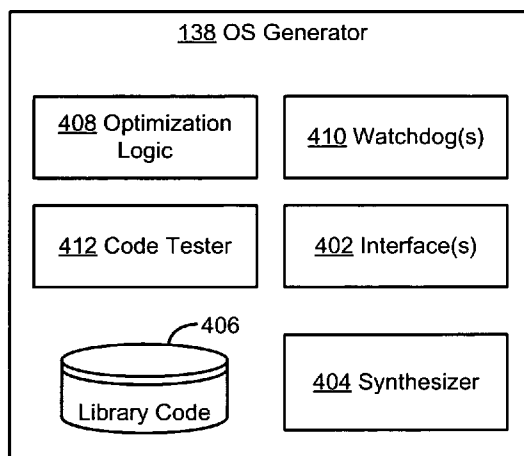 138 OS Generator
408 Optimization
Logic
410 Watchdog(s)
412 Code Tester
402 Interface(s)
406
Library Code
404 Synthesizer